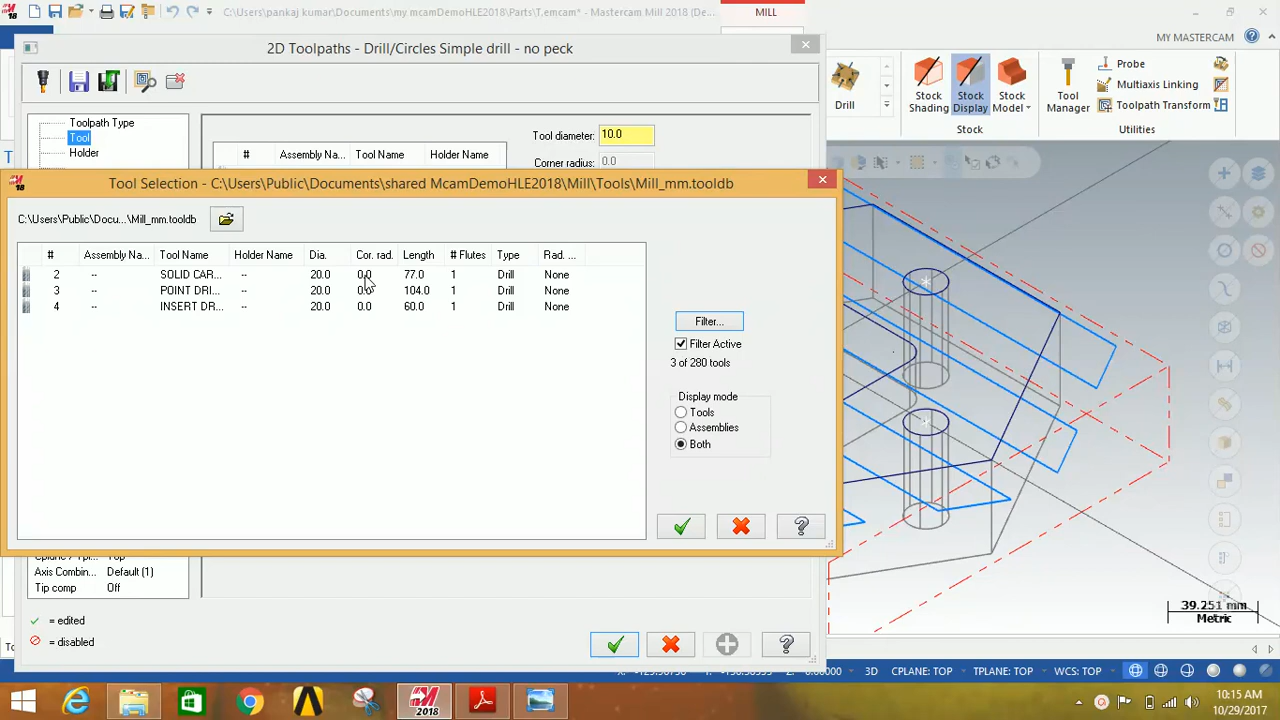 C:\Users\pankaj kumar\Documents\my mcamDemoHLE2018\Parts\T,emcam* - Mastercam Mill 2018 (De...
MILL
MY MASTERCAM
2D Toolpaths - Drill/Circles Simple drill - no peck
Drill
Stock Shading
Stock Display
Stock Model
Stock
Tool Manager
Probe
Multiaxis Linking
Toolpath Transform
Utilities
Toolpath Type
Tool
Holder
# Assembly Na... Tool Name Holder Name
Tool diameter: 10.0
Corner radius: 0.0
Tool Selection - C:\Users\Public\Documents\shared McamDemoHLE2018\Mill\Tools\Mill_mm.tooldb
C:\Users\Public\Docu...\Mill_mm.tooldb
# Assembly Na... Tool Name Holder Name Dia. Cor. rad. Length # Flutes Type Rad. ...
2 -- SOLID CAR... -- 20.0 0.0 77.0 1 Drill None
3 -- POINT DRI... -- 20.0 0.0 104.0 1 Drill None
4 -- INSERT DR... -- 20.0 0.0 60.0 1 Drill None
Filter...
Filter Active
3 of 280 tools
Display mode
Tools
Assemblies
Both
Axis Combin... Default (1)
Tip comp Off
= edited
= disabled
39.251 mm
Metric
3D CPLANE: TOP TPLANE: TOP WCS: TOP
2018
10:15 AM
10/29/2017